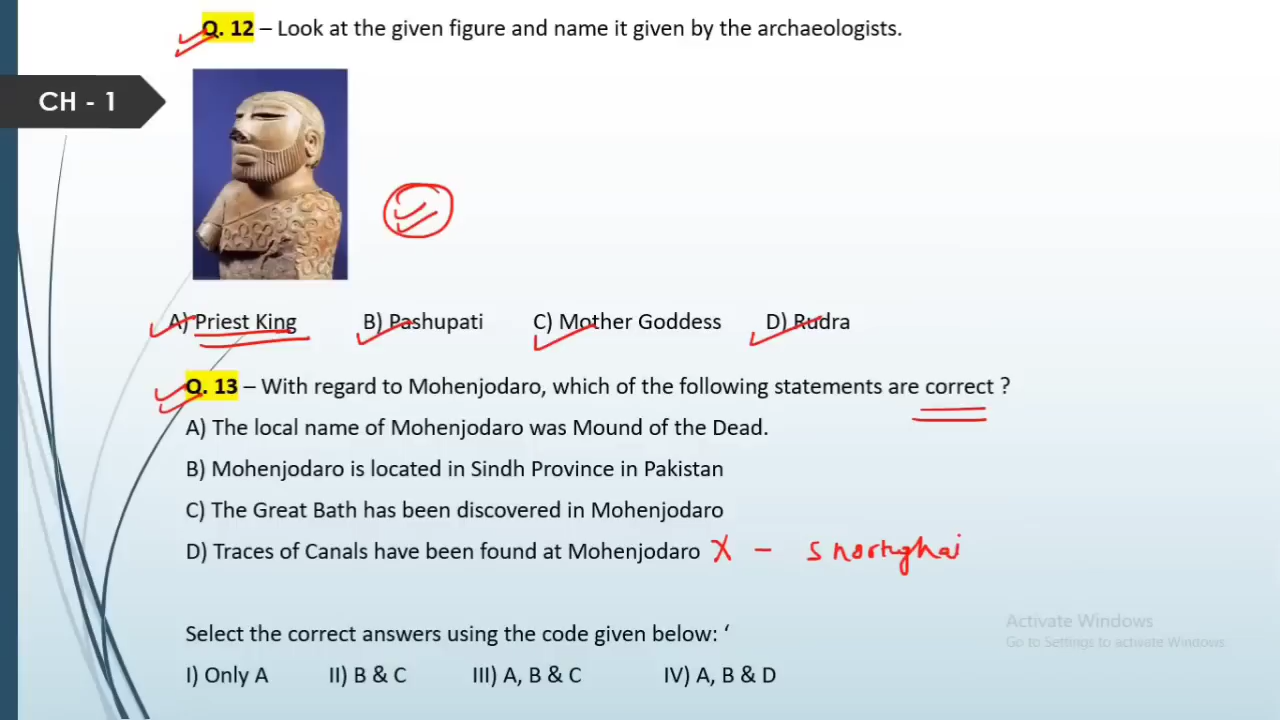 Q. 12 – Look at the given figure and name it given by the archaeologists.
CH - 1
A) Priest King B) Pashupati C) Mother Goddess D) Rudra
Q. 13 – With regard to Mohenjodaro, which of the following statements are correct ?
A) The local name of Mohenjodaro was Mound of the Dead.
B) Mohenjodaro is located in Sindh Province in Pakistan
C) The Great Bath has been discovered in Mohenjodaro
D) Traces of Canals have been found at Mohenjodaro X – Shortughai
Select the correct answers using the code given below: ‘
Activate Windows
Go to Settings to activate Windows.
I) Only A II) B & C III) A, B & C IV) A, B & D